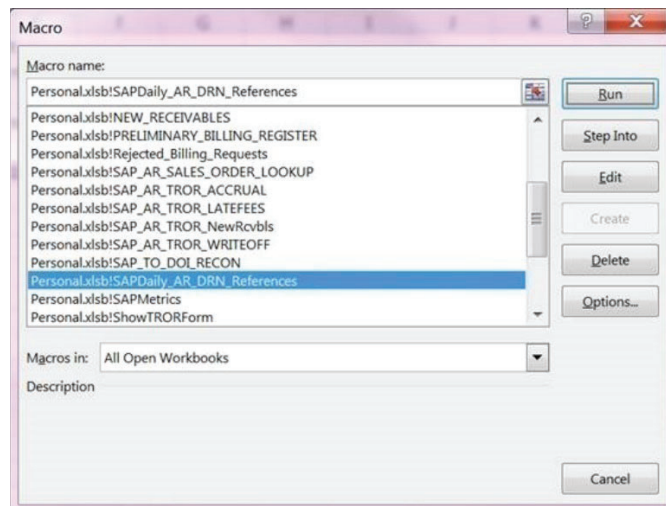 Macro
Macro name:
Personal.xlsb!SAPDaily_AR_DRN_References
Run
Personal.xlsb!NEW_RECEIVABLES
Personal.xlsb!PRELIMINARY_BILLING_REGISTER
Step Into
Personal.xlsb!Rejected_Billing_Requests
Personal.xlsb!SAP_AR_SALES_ORDER_LOOKUP
Edit
Personal.xlsb!SAP_AR_TROR_ACCRUAL
Personal.xlsb!SAP_AR_TROR_LATEFEES
Personal.xlsb!SAP_AR_TROR_NewRcvbls
Create
Personal.xlsb!SAP_AR_TROR_WRITEOFF
Personal.xlsb!SAP_TO_DOI_RECON
Delete
Personal.xlsb!SAPDaily_AR_DRN_References
Personal.xlsb!SAPMetrics
Options...
Personal.xlsb!ShowTRORForm
Macros in: All Open Workbooks
Description
Cancel